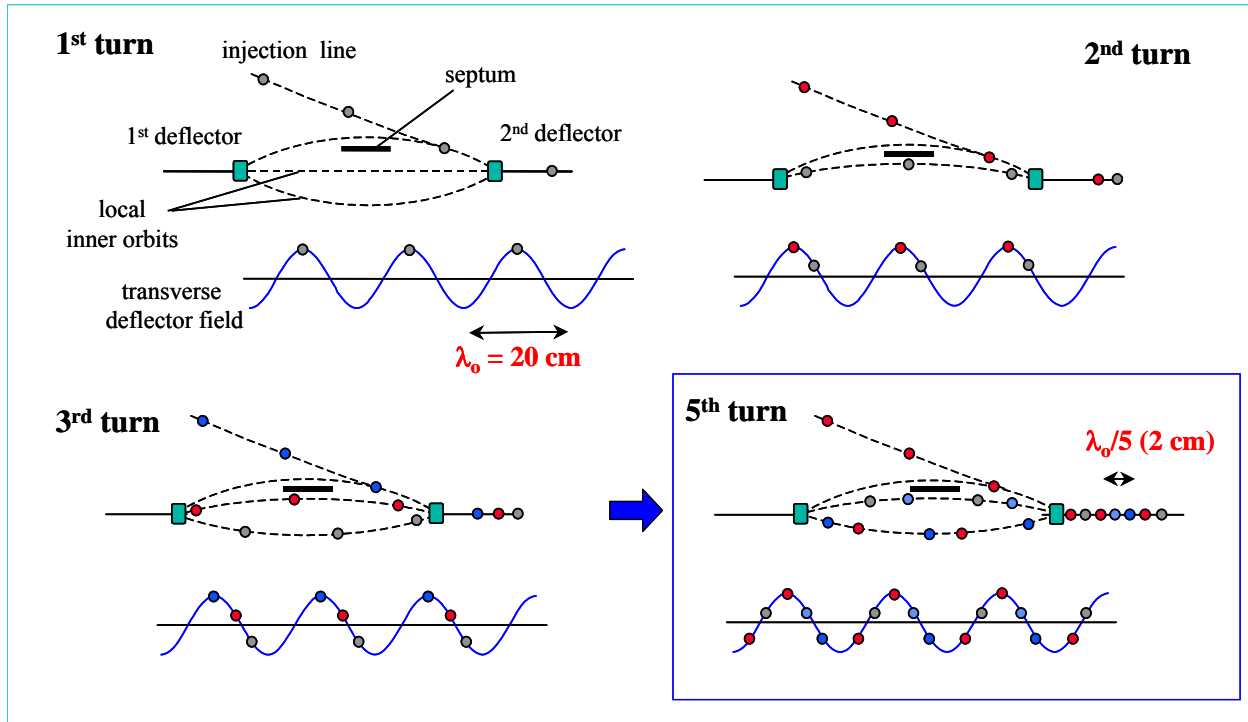 1st turn
injection line
septum
1st deflector
2nd deflector
local
inner orbits
transverse
deflector field
λo = 20 cm
2nd turn
3rd turn
5th turn
λo/5 (2 cm)